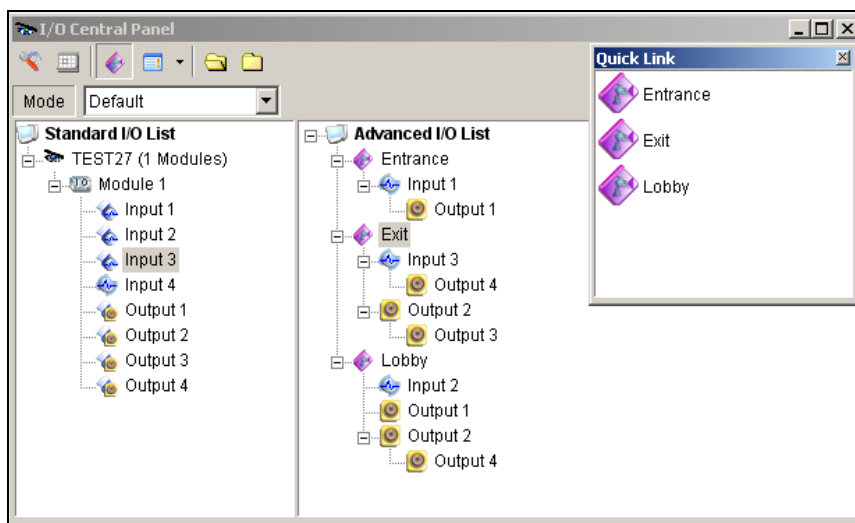 I/O Central Panel
Mode Default
Standard I/O List
TEST27 (1 Modules)
Module 1
Input 1
Input 2
Input 3
Input 4
Output 1
Output 2
Output 3
Output 4
Advanced I/O List
Entrance
Input 1
Output 1
Exit
Input 3
Output 4
Output 2
Output 3
Lobby
Input 2
Output 1
Output 2
Output 4
Quick Link
Entrance
Exit
Lobby